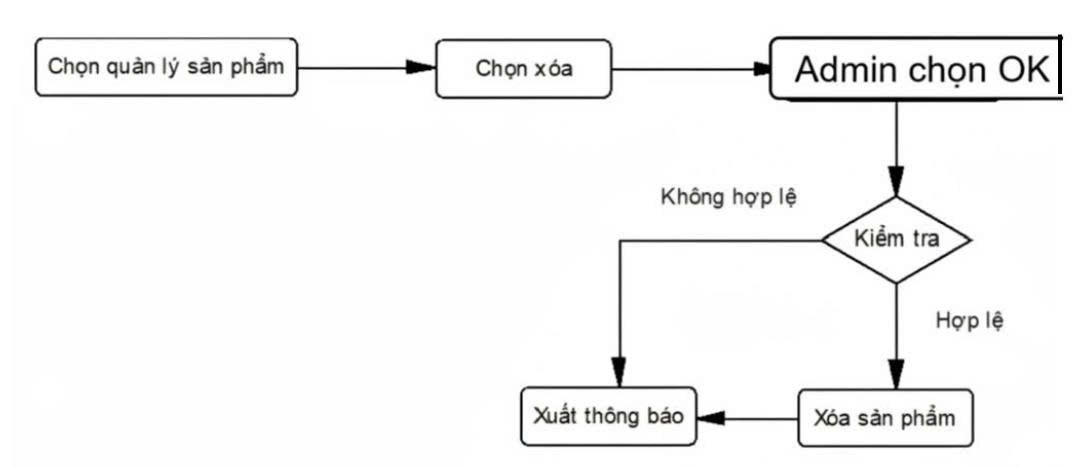 Chọn quản lý sản phẩm
Chọn xóa
Admin chọn OK
Không hợp lệ
Kiểm tra
Hợp lệ
Xuất thông báo
Xóa sản phẩm